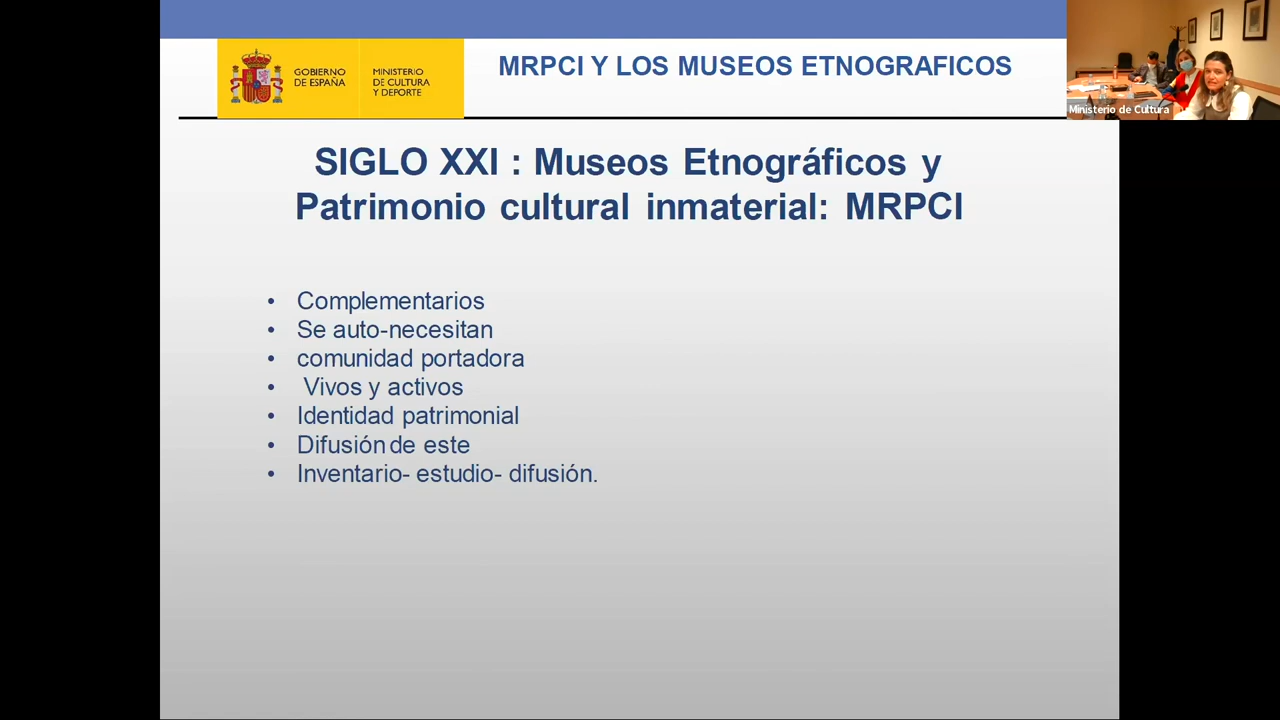 GOBIERNO
DE ESPAÑA
MINISTERIO
DE CULTURA
Y DEPORTE
MRPCI Y LOS MUSEOS ETNOGRAFICOS
Ministerio de Cultura
SIGLO XXI : Museos Etnográficos y
Patrimonio cultural inmaterial: MRPCI
• Complementarios
• Se auto-necesitan
• comunidad portadora
• Vivos y activos
• Identidad patrimonial
• Difusión de este
• Inventario- estudio- difusión.